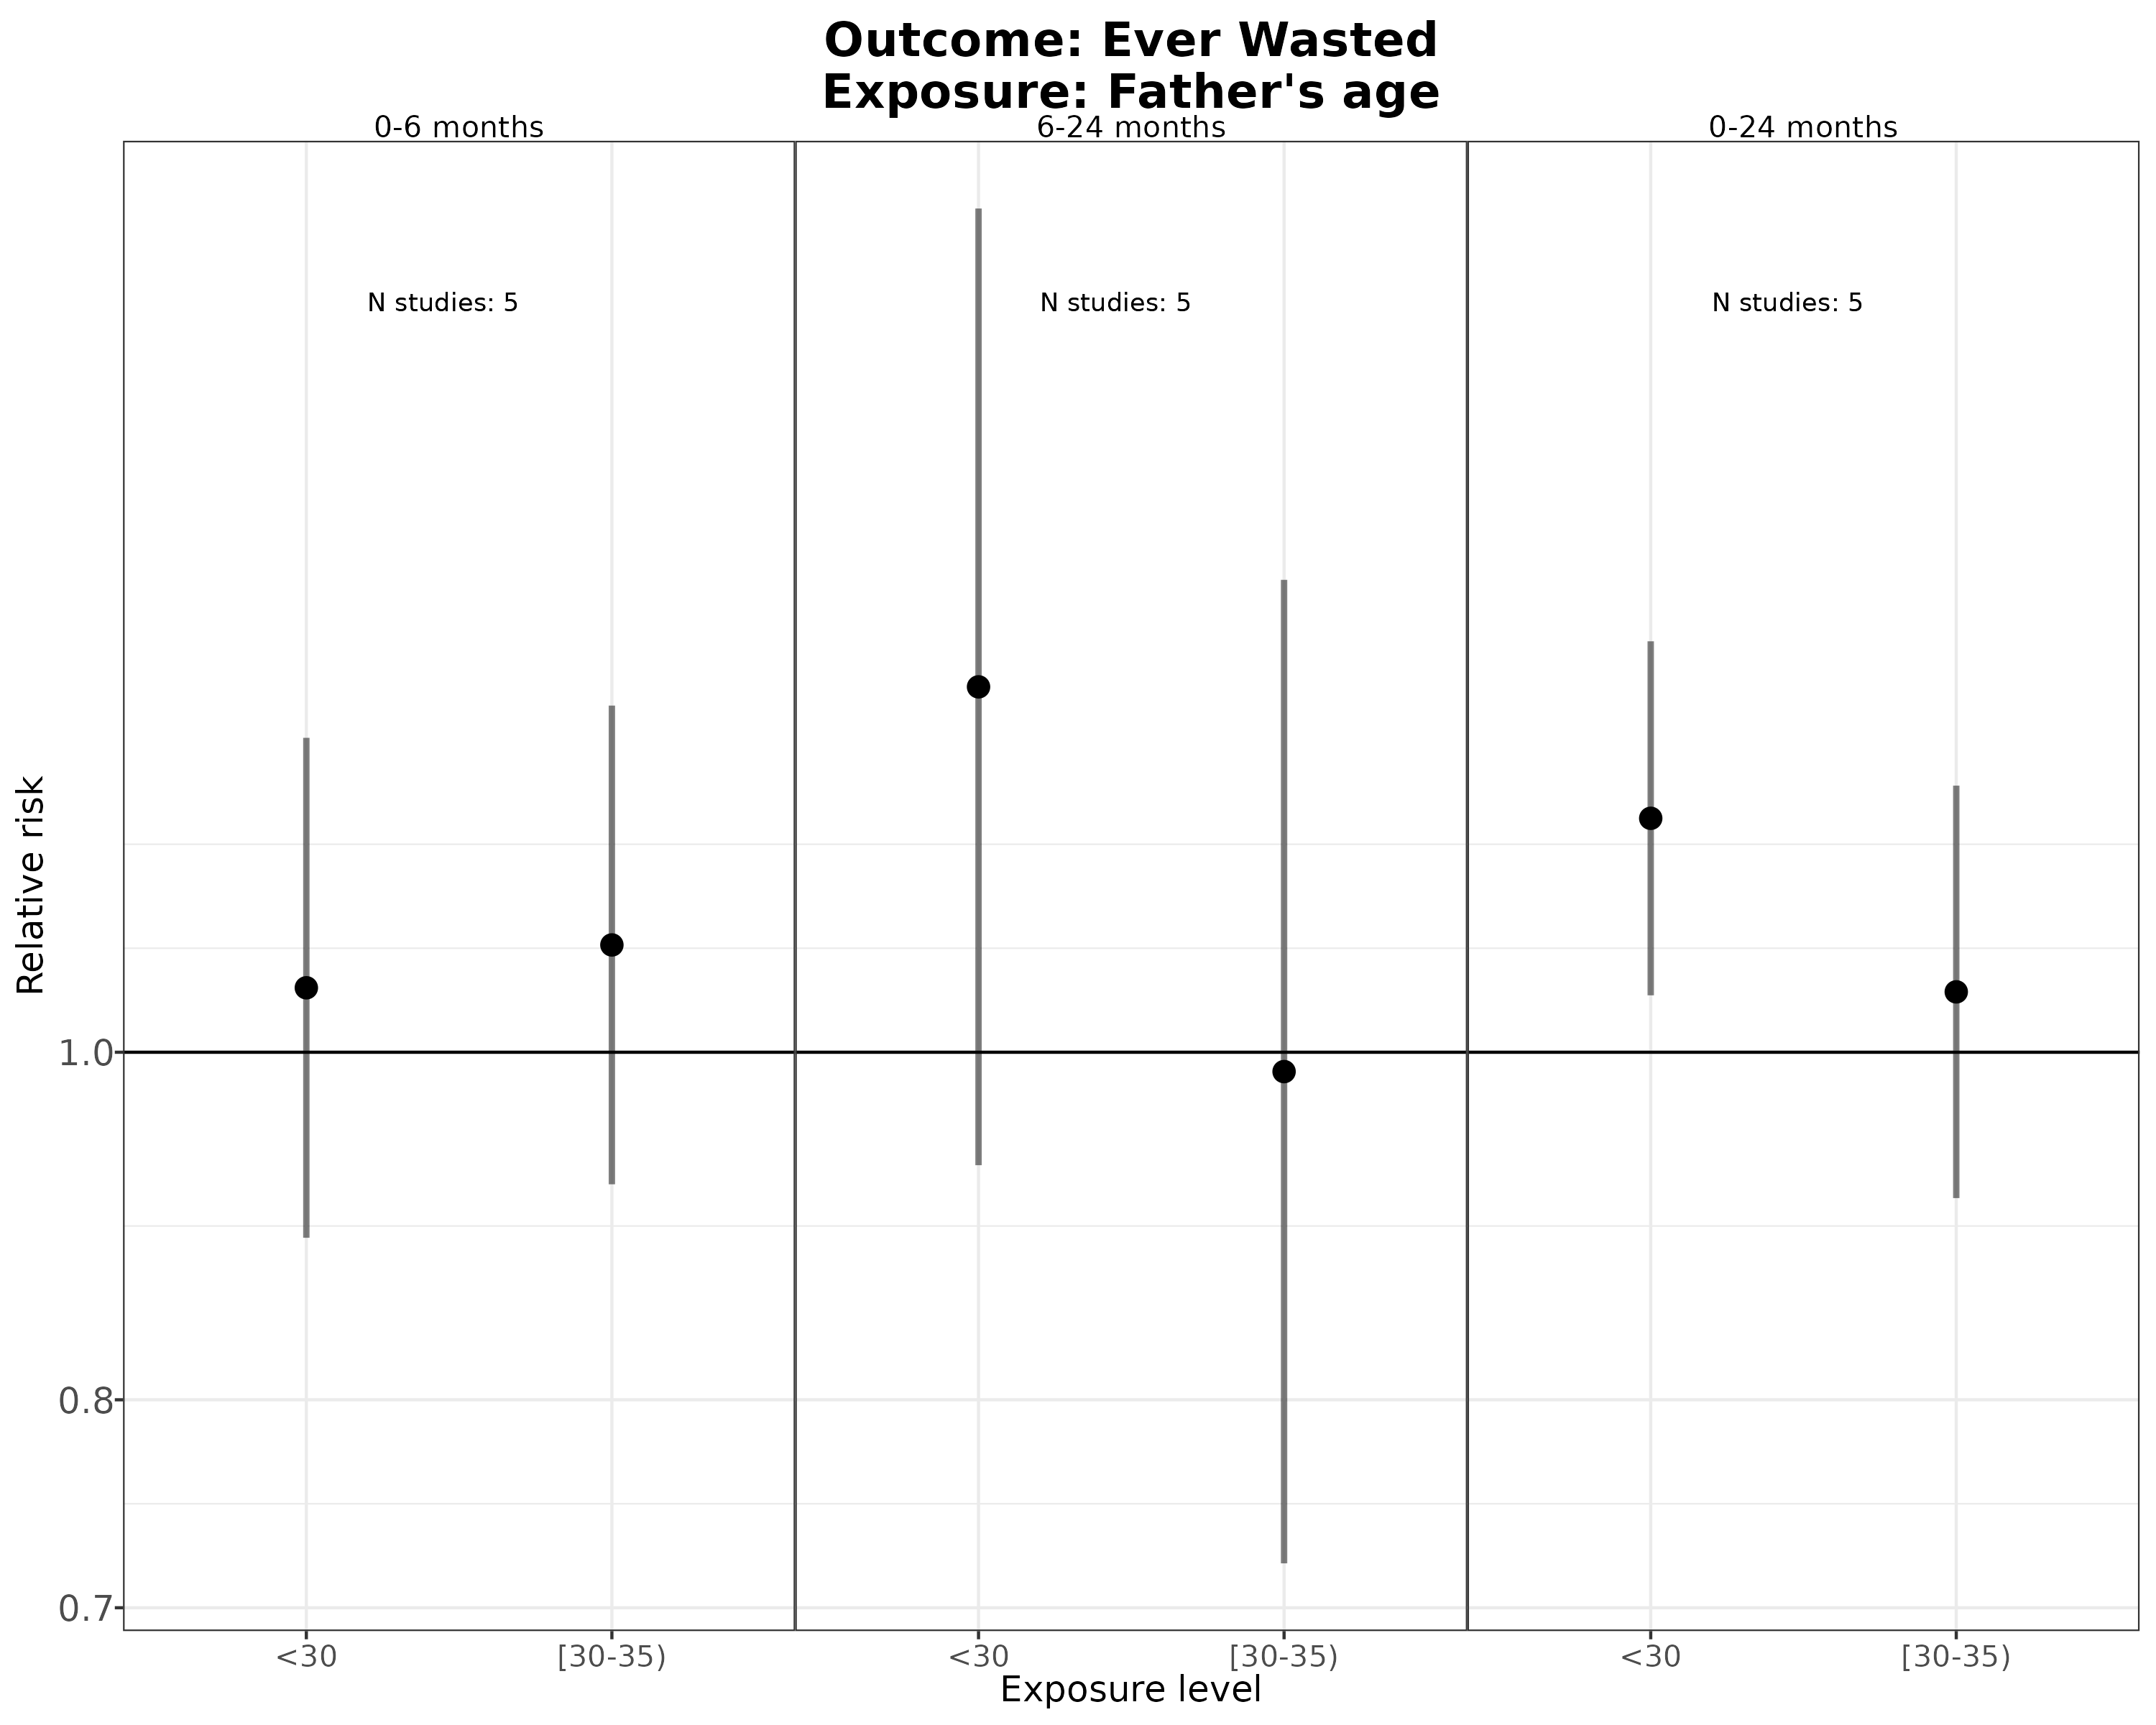 Outcome: Ever Wasted
Exposure: Father's age
0-6 months
6-24 months
0-24 months
N studies: 5
N studies: 5
N studies: 5
Relative risk
1.0
0.8
0.7
<30
[30-35)
<30
[30-35)
<30
[30-35)
Exposure level